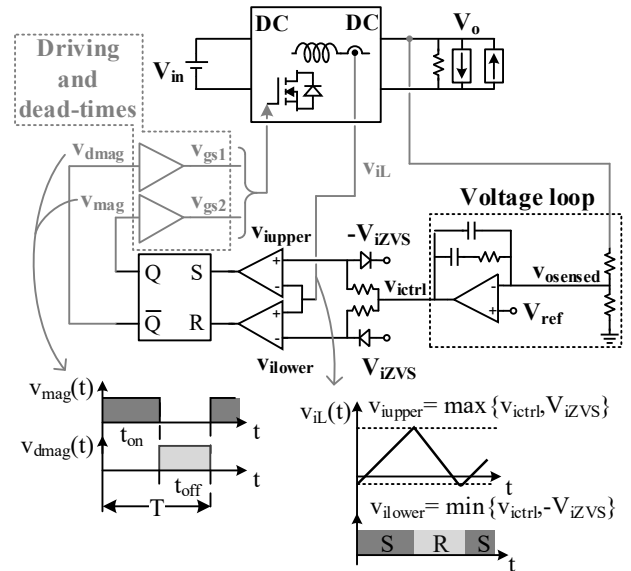 Driving
and
dead-times
DC
DC
V_in
V_o
v_dmag
v_gs1
v_mag
v_gs2
v_iL
Voltage loop
v_iupper
-V_iZVS
v_ictrl
v_osensed
V_ref
Q
S
Q̅
R
+
-
+
-
-
+
v_ilower
V_iZVS
v_mag(t)
t_on
t
v_dmag(t)
t_off
t
T
v_iL(t)
v_iupper= max{v_ictrl,V_iZVS}
t
v_ilower= min{v_ictrl,-V_iZVS}
S
R
S
t